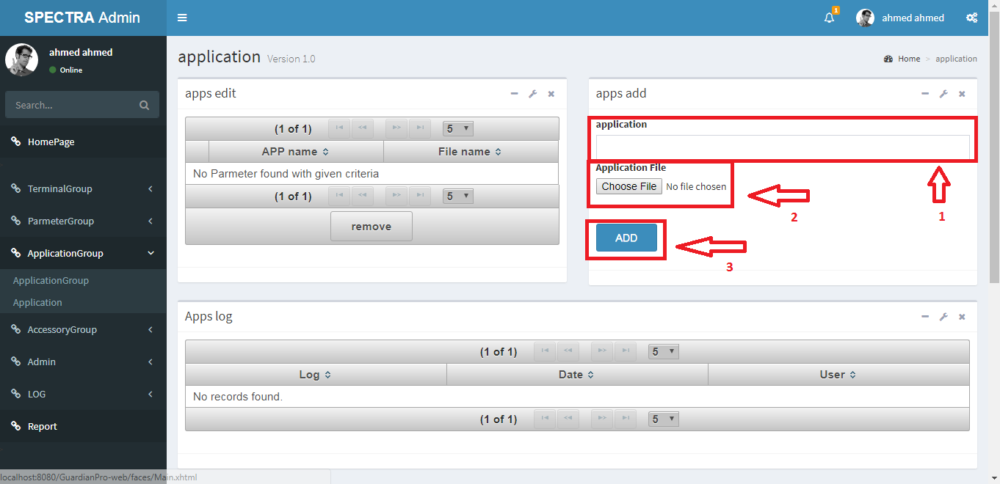 SPECTRA Admin
1
ahmed ahmed
ahmed ahmed
Online
Search...
HomePage
TerminalGroup
ParmeterGroup
ApplicationGroup
ApplicationGroup
Application
AccessoryGroup
Admin
LOG
Report
application Version 1.0
Home > application
apps edit
(1 of 1) 5
APP name File name
No Parmeter found with given criteria
(1 of 1) 5
remove
apps add
application
1
Application File
Choose File No file chosen
2
ADD
3
Apps log
(1 of 1) 5
Log Date User
No records found.
(1 of 1) 5
localhost:8080/GuardianPro-web/faces/Main.xhtml